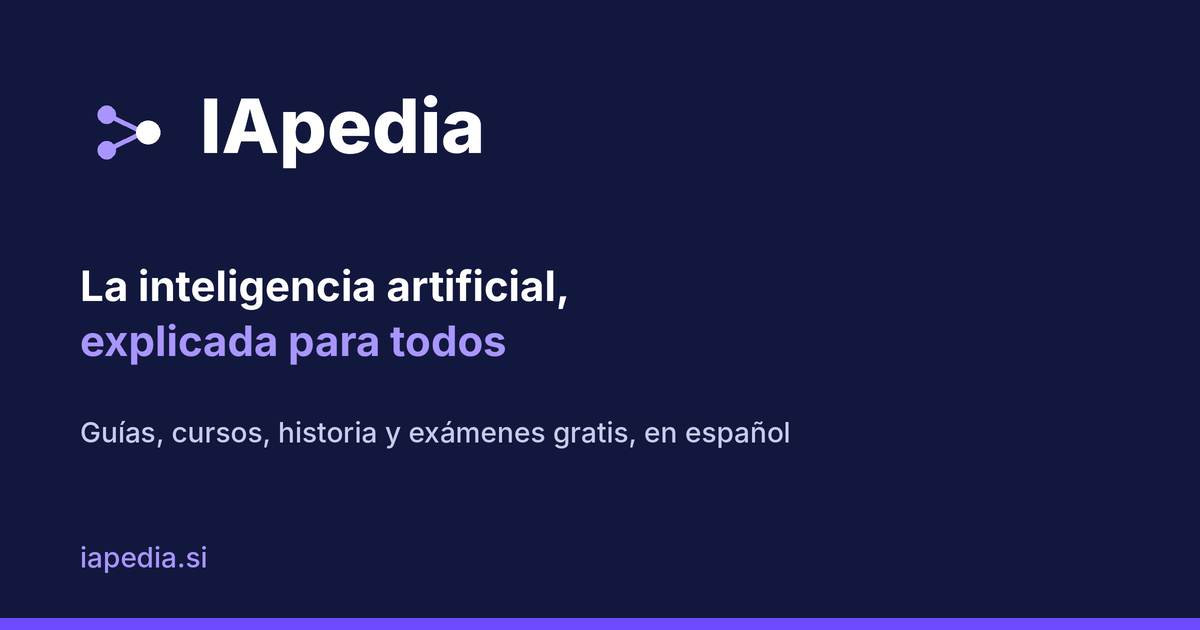 IApedia
La inteligencia artificial,
explicada para todos
Guías, cursos, historia y exámenes gratis, en español
iapedia.si